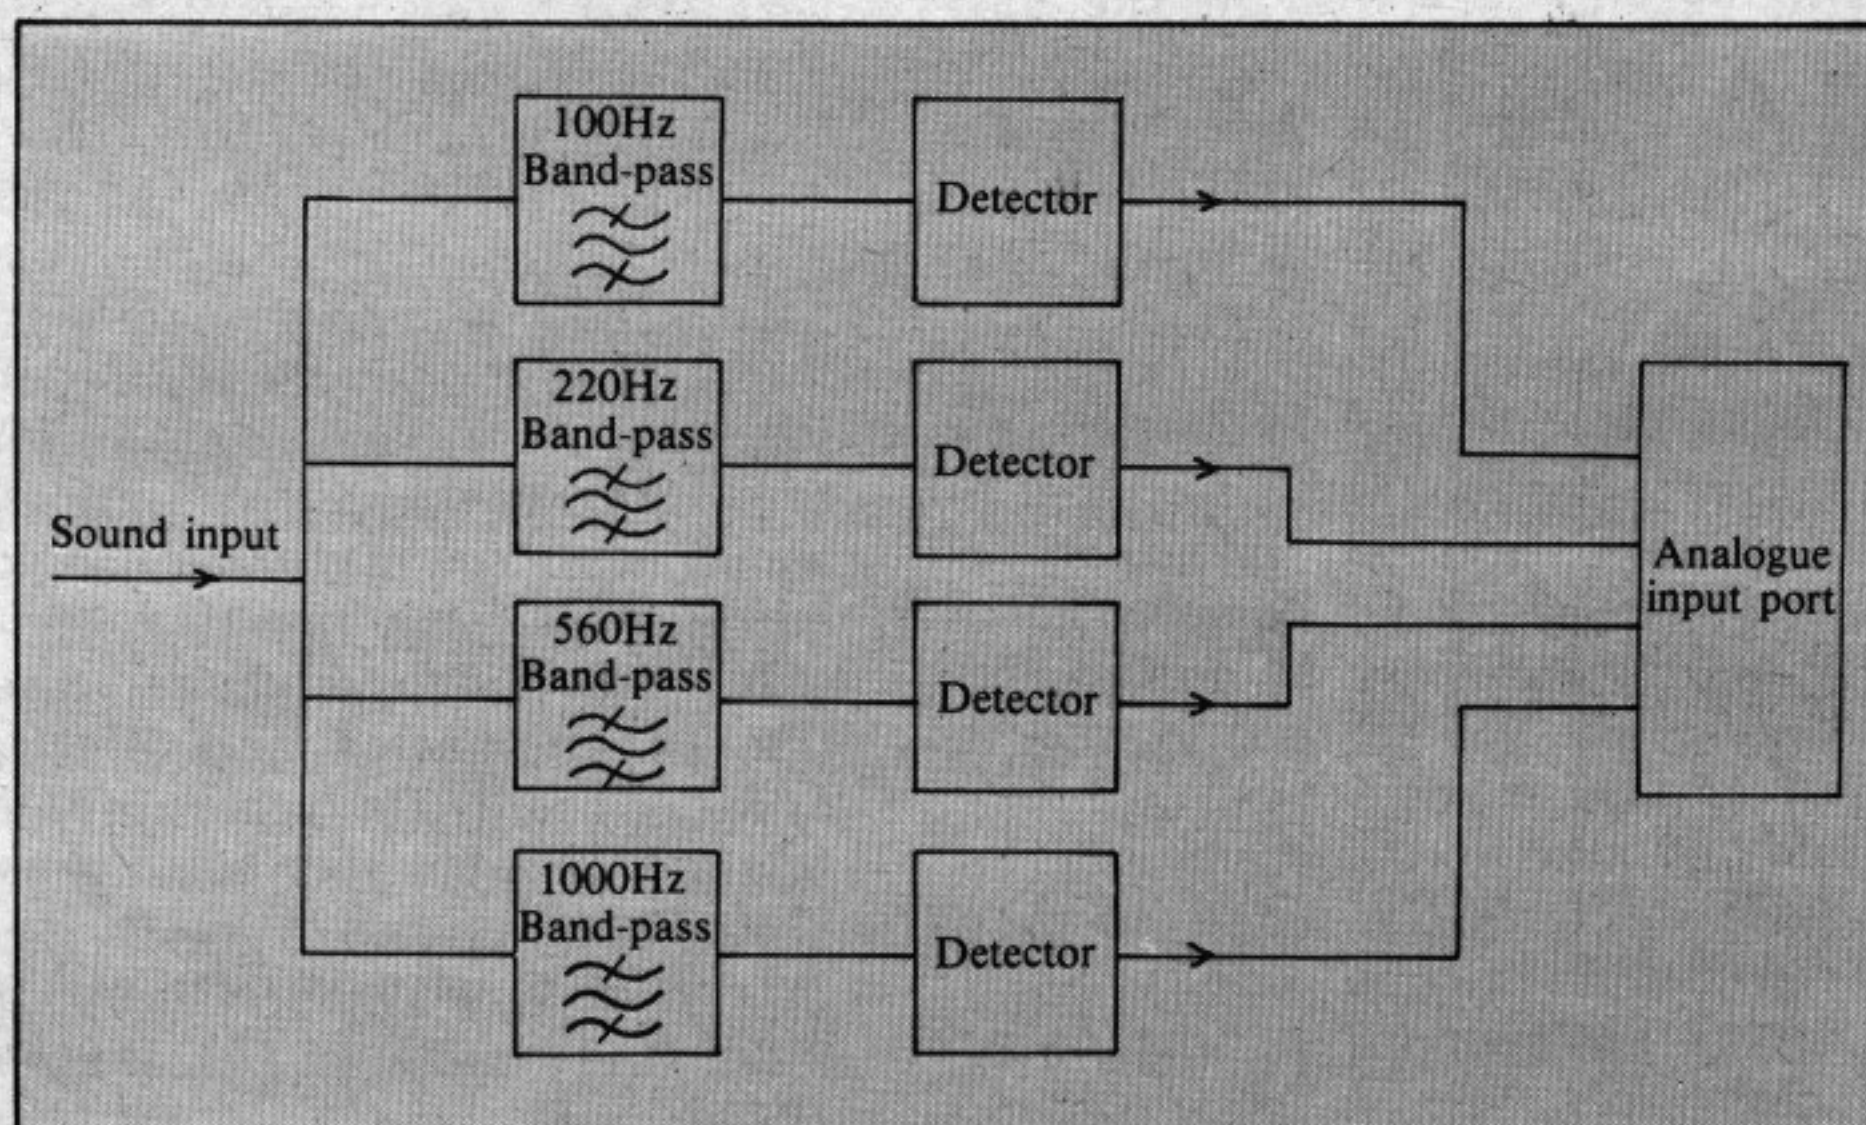 100Hz
Band-pass
Detector
220Hz
Band-pass
Detector
Sound input
Analogue
input port
560Hz
Band-pass
Detector
1000Hz
Band-pass
Detector